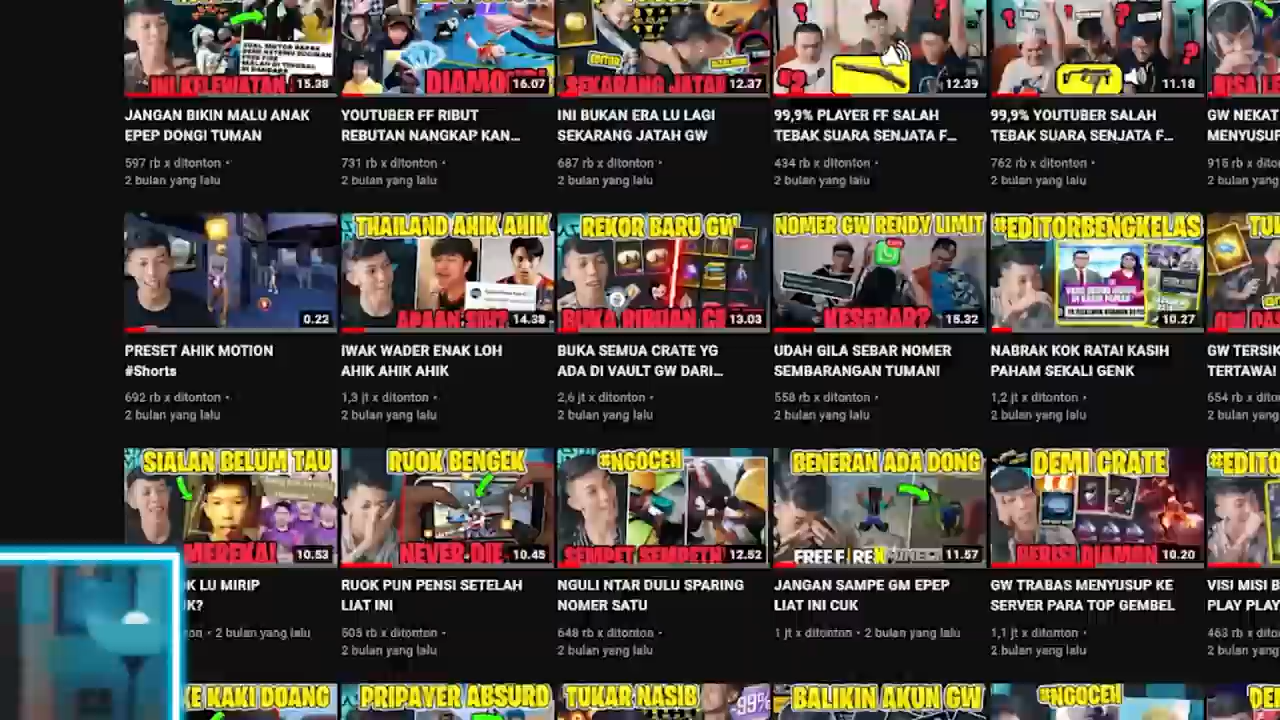 INI KELEWATAN
15.38
DIAMOND
16.07
EDITOR
SEKARANG JATAH
12.37
12.39
11.18
JANGAN BIKIN MALU ANAK
EPEP DONG! TUMAN
YOUTUBER FF RIBUT
REBUTAN NANGKAP KAN...
INI BUKAN ERA LU LAGI
SEKARANG JATAH GW
99,9% PLAYER FF SALAH
TEBAK SUARA SENJATA F...
99,9% YOUTUBER SALAH
TEBAK SUARA SENJATA F...
GW NEKAT
MENYUSUP
597 rb x ditonton •
2 bulan yang lalu
731 rb x ditonton •
2 bulan yang lalu
687 rb x ditonton •
2 bulan yang lalu
434 rb x ditonton •
2 bulan yang lalu
762 rb x ditonton •
2 bulan yang lalu
915 rb x
2 bulan
0.22
THAILAND AHIK AHIK
14.38
REKOR BARU GW
13.03
NOMER GW RENDY LIMIT
KESEBAR?
15.32
#EDITORBENGKELAS
10.27
PRESET AHIK MOTION
#Shorts
IWAK WADER ENAK LOH
AHIK AHIK AHIK
BUKA SEMUA CRATE YG
ADA DI VAULT GW DARI...
UDAH GILA SEBAR NOMER
SEMBARANGAN TUMAN!
NABRAK KOK RATA! KASIH
PAHAM SEKALI GENK
GW TERSIK
TERTAWA!
692 rb x ditonton •
2 bulan yang lalu
1,3 jt x ditonton •
2 bulan yang lalu
2,6 jt x ditonton •
2 bulan yang lalu
558 rb x ditonton •
2 bulan yang lalu
1,2 jt x ditonton •
2 bulan yang lalu
654 rb x
2 bulan
SIALAN BELUM TAU
MEREKA!
10.53
RUOK BENGEK
NEVER DIE
10.45
#NGOCEH
12.52
BENERAN ADA DONG
11.57
DEMI CRATE
10.20
#EDITO
LU MIRIP
RUOK PUN PENSI SETELAH
LIAT INI
NGULI NTAR DULU SPARING
NOMER SATU
JANGAN SAMPE GM EPEP
LIAT INI CUK
GW TRABAS MENYUSUP KE
SERVER PARA TOP GEMBEL
VISI MISI B
PLAY PLAY
• 2 bulan yang lalu
505 rb x ditonton •
2 bulan yang lalu
648 rb x ditonton •
2 bulan yang lalu
1 jt x ditonton • 2 bulan yang lalu
1,1 jt x ditonton •
2 bulan yang lalu
463 rb x
2 bulan
KE KAKI DOANG
PRIPAYER ABSURD
TUKAR NASIB
-99%
BALIKIN AKUN GW
#NGOCEH